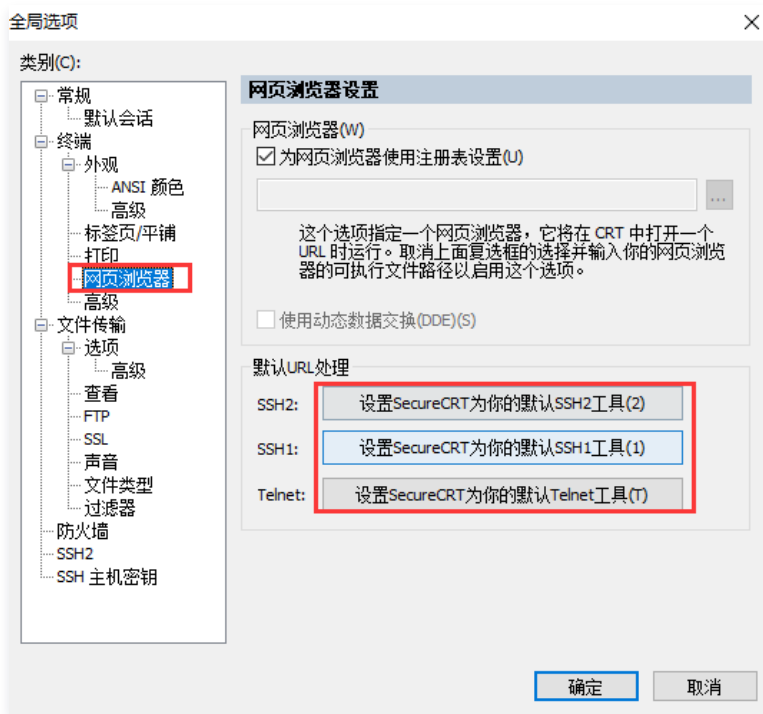 全局选项
类别(C):
常规
默认会话
终端
外观
ANSI 颜色
高级
标签页/平铺
打印
网页浏览器
高级
文件传输
选项
高级
查看
FTP
SSL
声音
文件类型
过滤器
防火墙
SSH2
SSH 主机密钥
网页浏览器设置
网页浏览器(W)
为网页浏览器使用注册表设置(U)
...
这个选项指定一个网页浏览器，它将在 CRT 中打开一个
URL 时运行。取消上面复选框的选择并输入你的网页浏览
器的可执行文件路径以启用这个选项。
使用动态数据交换(DDE)(S)
默认URL处理
SSH2: 设置SecureCRT为你的默认SSH2工具(2)
SSH1: 设置SecureCRT为你的默认SSH1工具(1)
Telnet: 设置SecureCRT为你的默认Telnet工具(T)
确定 取消